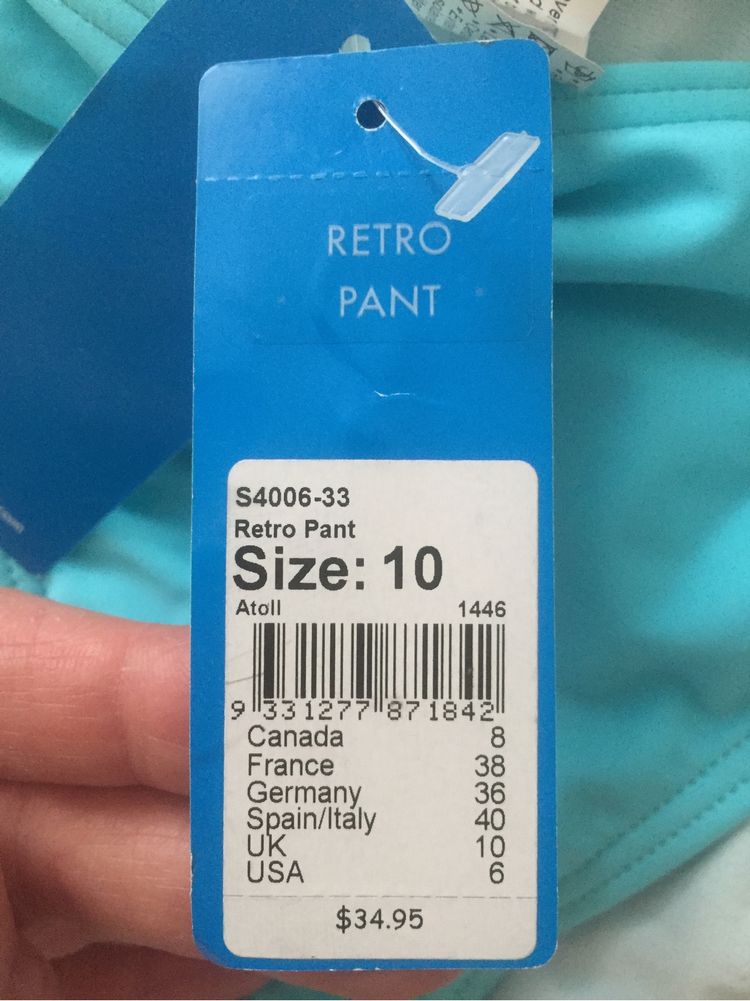 RETRO
PANT
S4006-33
Retro Pant
Size: 10
Atoll 1446
9 331277 871842
Canada 8
France 38
Germany 36
Spain/Italy 40
UK 10
USA 6
$34.95